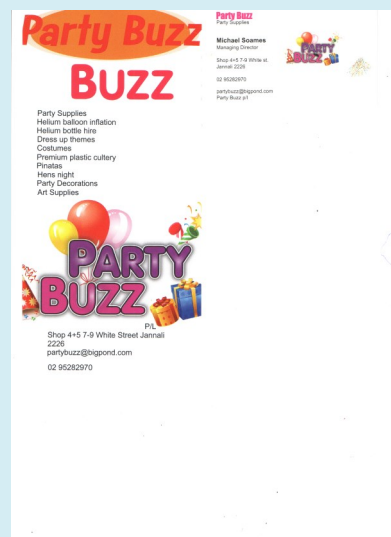 Party Buzz
BUZZ
Party Supplies
Helium balloon inflation
Helium bottle hire
Dress up themes
Costumes
Premium plastic cultery
Pinatas
Hens night
Party Decorations
Art Supplies
PARTY
BUZZ
P/L
Shop 4+5 7-9 White Street Jannali
2226
partybuzz@bigpond.com
02 95282970
Party Buzz
Party Supplies
Michael Soames
Managing Director
Shop 4+5 7-9 White st.
Jannali 2226
02 95282970
partybuzz@bigpond.com
Party Buzz p/l
PARTY
BUZZ